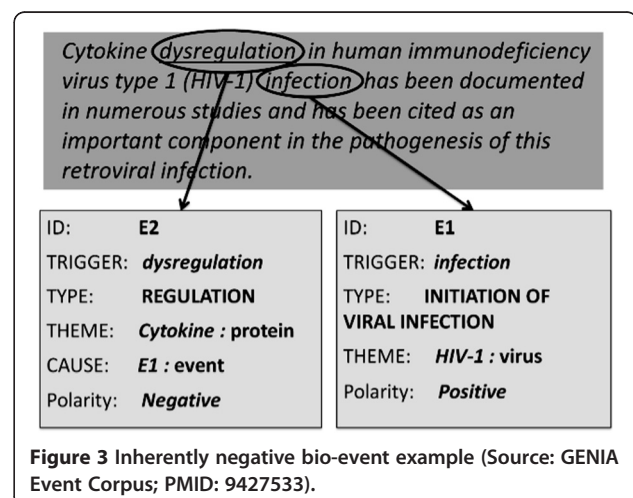 Cytokine dysregulation in human immunodeficiency
virus type 1 (HIV-1) infection has been documented
in numerous studies and has been cited as an
important component in the pathogenesis of this
retroviral infection.
ID: E2
TRIGGER: dysregulation
TYPE: REGULATION
THEME: Cytokine : protein
CAUSE: E1 : event
Polarity: Negative
ID: E1
TRIGGER: infection
TYPE: INITIATION OF
VIRAL INFECTION
THEME: HIV-1 : virus
Polarity: Positive
Figure 3 Inherently negative bio-event example (Source: GENIA
Event Corpus; PMID: 9427533).